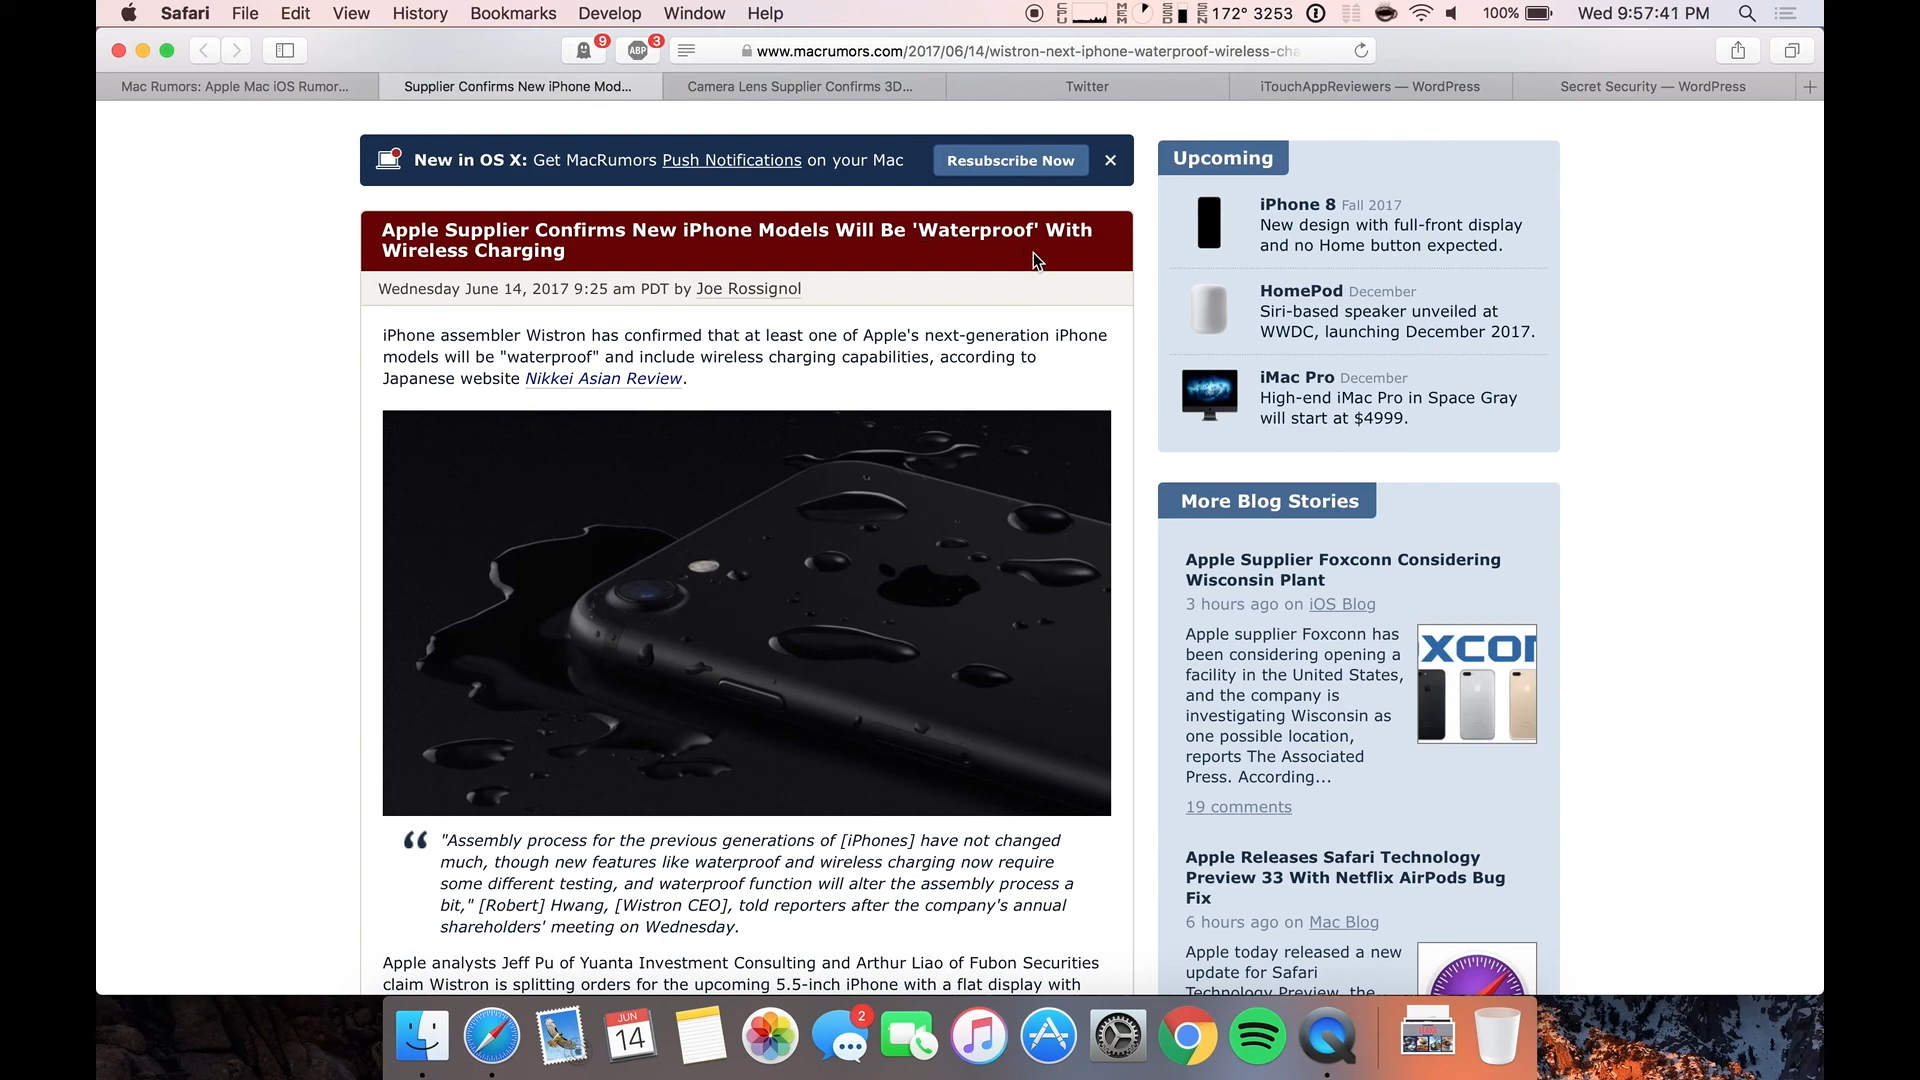 Safari File Edit View History Bookmarks Develop Window Help
CPU MEM SSD SEN 172° 3253 100% Wed 9:57:41 PM
9 ABP 3 www.macrumors.com/2017/06/14/wistron-next-iphone-waterproof-wireless-cha
Mac Rumors: Apple Mac iOS Rumor... Supplier Confirms New iPhone Mod... Camera Lens Supplier Confirms 3D... Twitter iTouchAppReviewers — WordPress Secret Security — WordPress
New in OS X: Get MacRumors Push Notifications on your Mac Resubscribe Now
Apple Supplier Confirms New iPhone Models Will Be 'Waterproof' With
Wireless Charging
Wednesday June 14, 2017 9:25 am PDT by Joe Rossignol
iPhone assembler Wistron has confirmed that at least one of Apple's next-generation iPhone
models will be "waterproof" and include wireless charging capabilities, according to
Japanese website Nikkei Asian Review.
"Assembly process for the previous generations of [iPhones] have not changed
much, though new features like waterproof and wireless charging now require
some different testing, and waterproof function will alter the assembly process a
bit," [Robert] Hwang, [Wistron CEO], told reporters after the company's annual
shareholders' meeting on Wednesday.
Apple analysts Jeff Pu of Yuanta Investment Consulting and Arthur Liao of Fubon Securities
claim Wistron is splitting orders for the upcoming 5.5-inch iPhone with a flat display with
Upcoming
iPhone 8 Fall 2017
New design with full-front display
and no Home button expected.
HomePod December
Siri-based speaker unveiled at
WWDC, launching December 2017.
iMac Pro December
High-end iMac Pro in Space Gray
will start at $4999.
More Blog Stories
Apple Supplier Foxconn Considering
Wisconsin Plant
3 hours ago on iOS Blog
Apple supplier Foxconn has
been considering opening a
facility in the United States,
and the company is
investigating Wisconsin as
one possible location,
reports The Associated
Press. According...
XCO
19 comments
Apple Releases Safari Technology
Preview 33 With Netflix AirPods Bug
Fix
6 hours ago on Mac Blog
Apple today released a new
update for Safari
Technology Preview, the
JUN
14
2